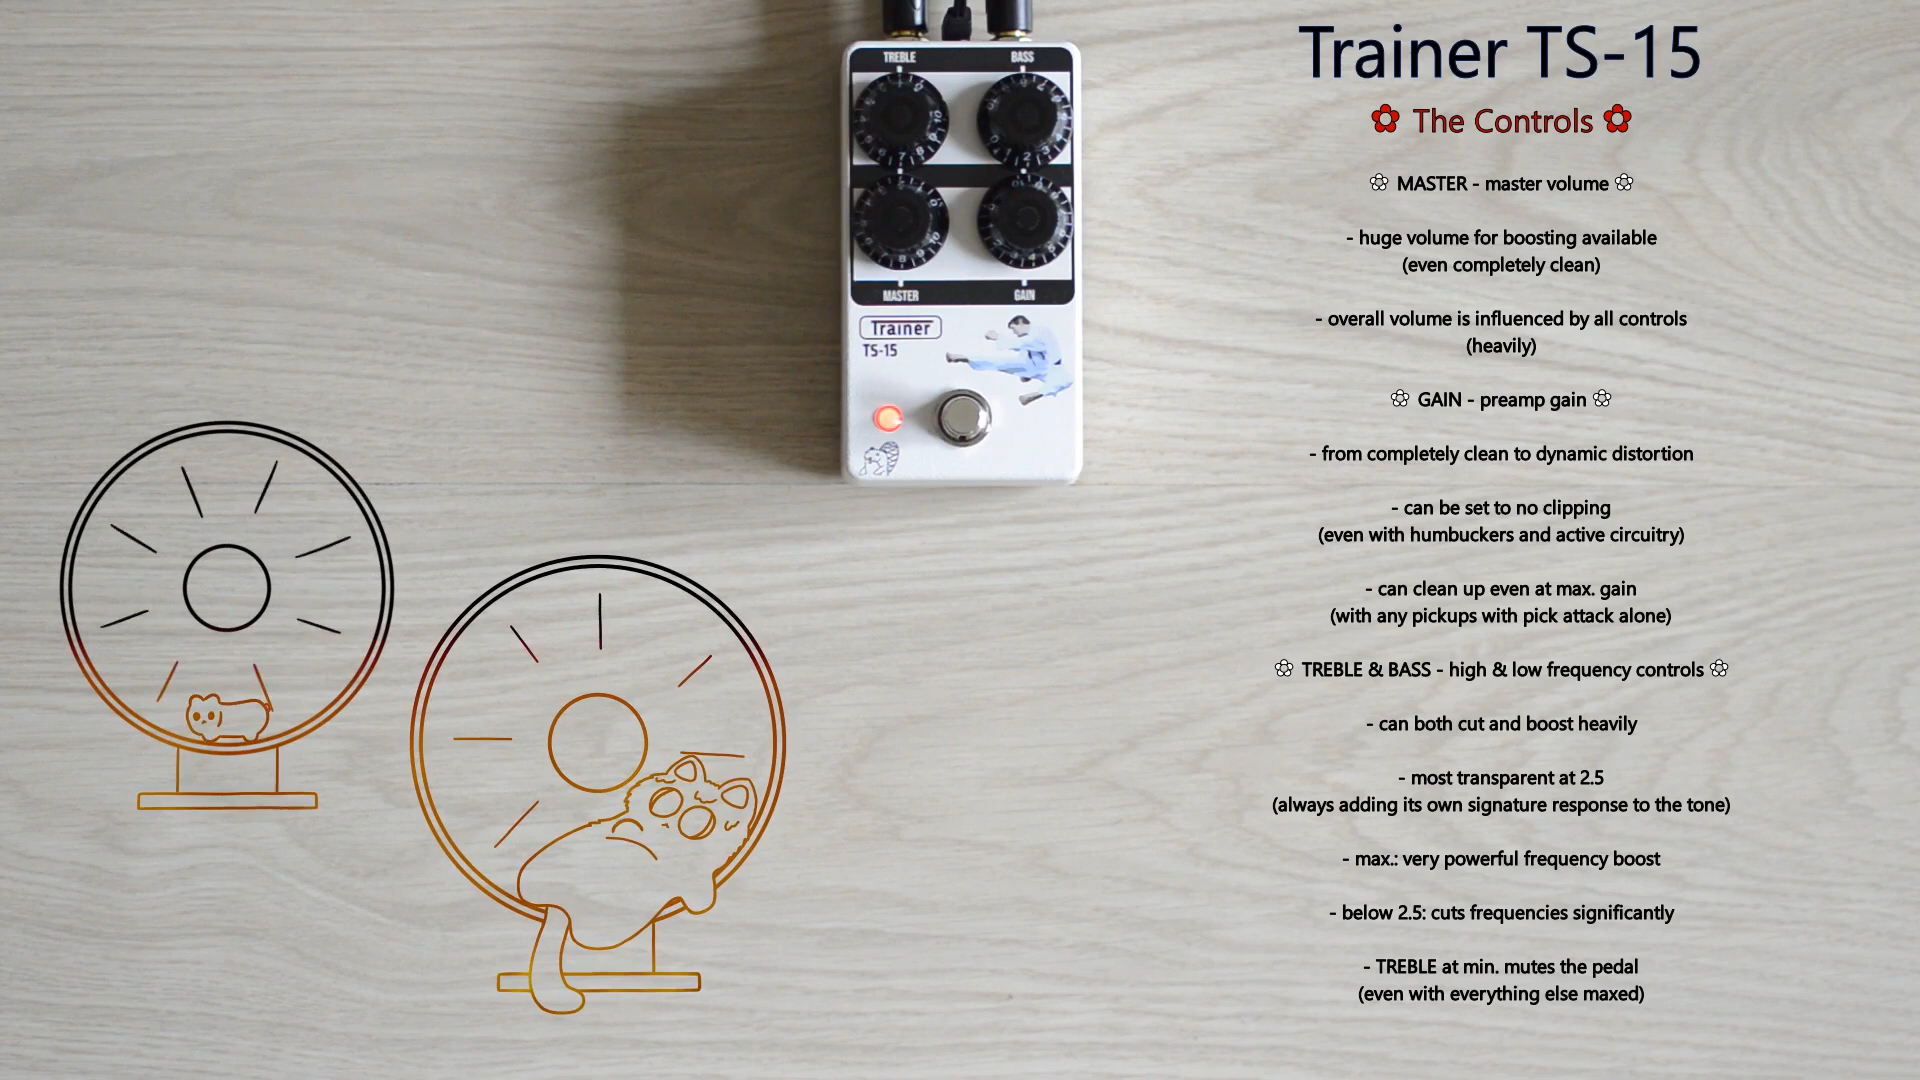 TREBLE
BASS
MASTER
GAIN
Trainer
TS-15
Trainer TS-15
The Controls
MASTER - master volume
- huge volume for boosting available
(even completely clean)
- overall volume is influenced by all controls
(heavily)
GAIN - preamp gain
- from completely clean to dynamic distortion
- can be set to no clipping
(even with humbuckers and active circuitry)
- can clean up even at max. gain
(with any pickups with pick attack alone)
TREBLE & BASS - high & low frequency controls
- can both cut and boost heavily
- most transparent at 2.5
(always adding its own signature response to the tone)
- max.: very powerful frequency boost
- below 2.5: cuts frequencies significantly
- TREBLE at min. mutes the pedal
(even with everything else maxed)